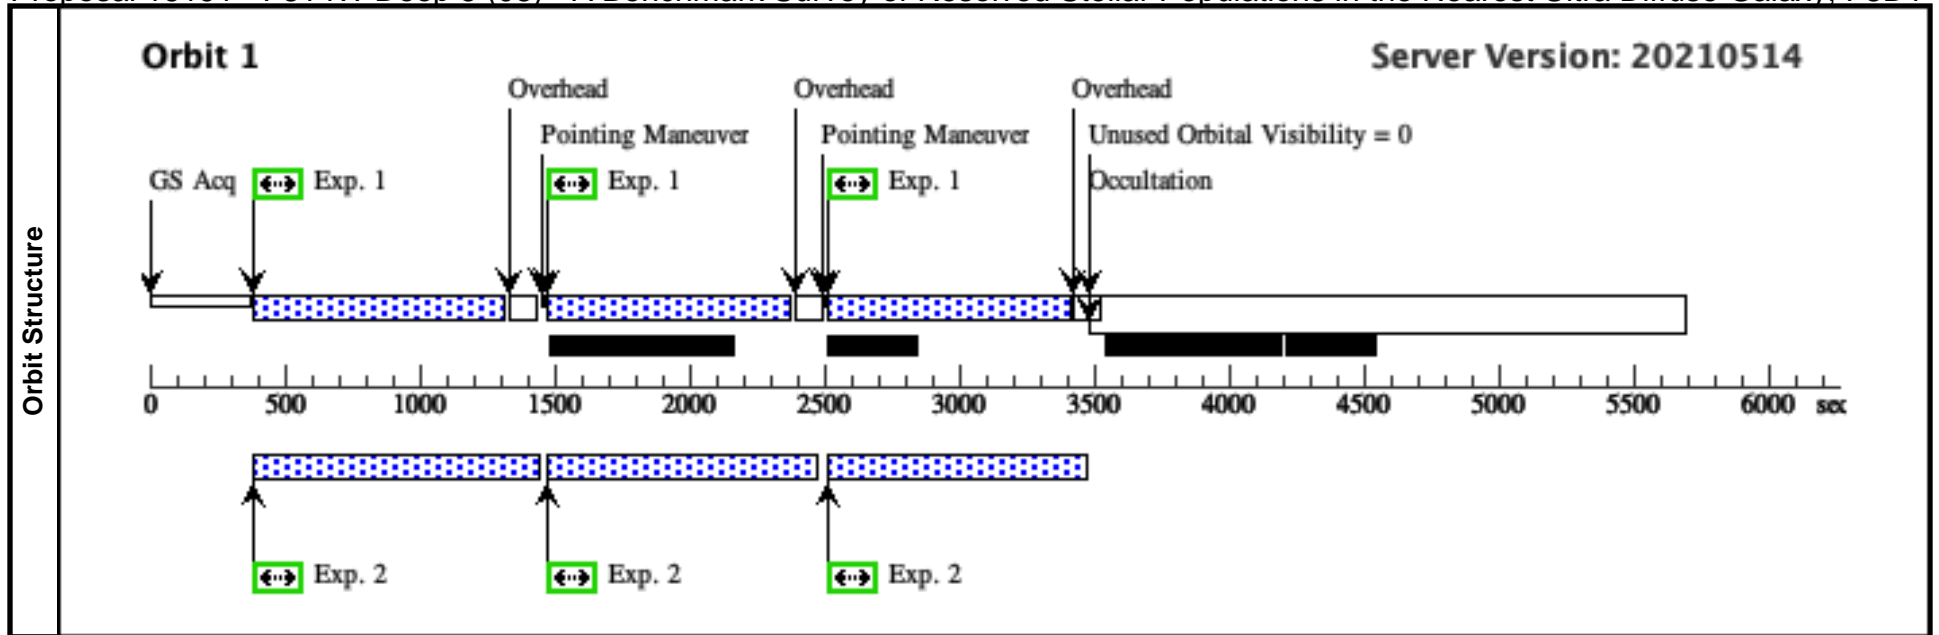 Orbit Structure
Orbit 1
Server Version: 20210514
Overhead Overhead Overhead
Pointing Maneuver Pointing Maneuver Unused Orbital Visibility = 0
GS Acq Exp. 1 Exp. 1 Exp. 1 Occultation
0 500 1000 1500 2000 2500 3000 3500 4000 4500 5000 5500 6000 sec
Exp. 2 Exp. 2 Exp. 2